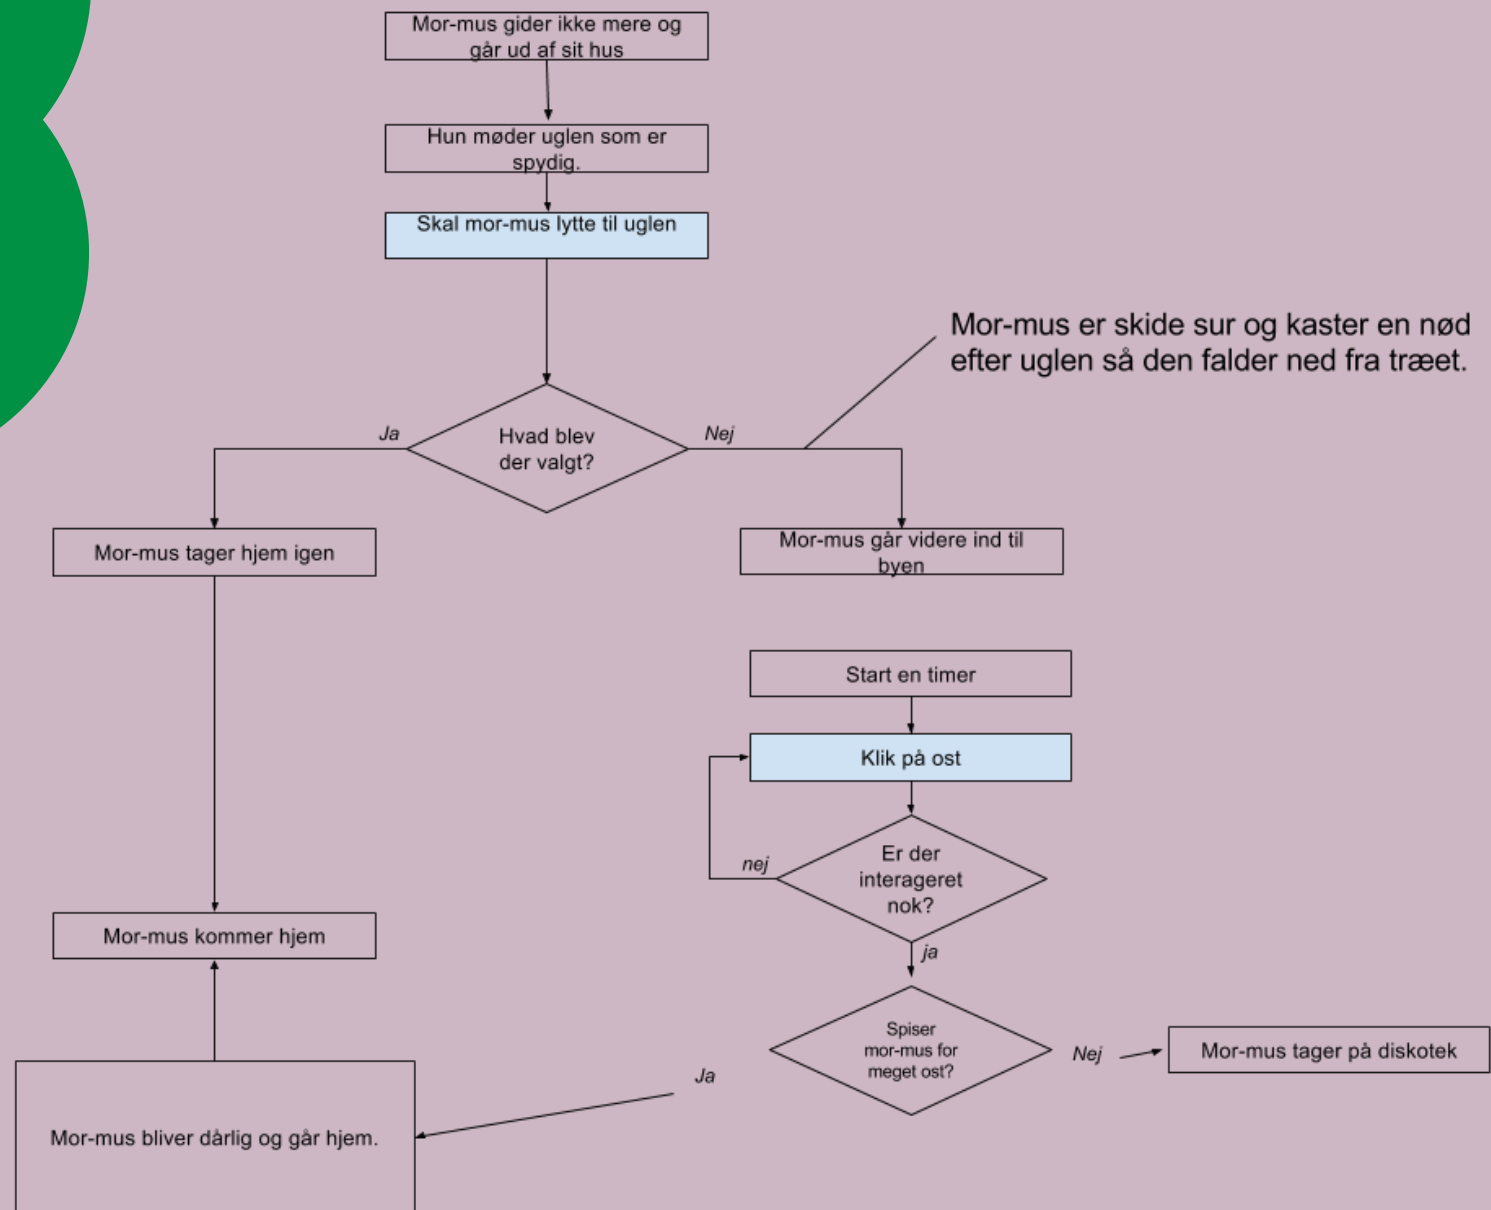 Mor-mus gider ikke mere og
går ud af sit hus
Hun møder uglen som er
spydig.
Skal mor-mus lytte til uglen
Mor-mus er skide sur og kaster en nød
efter uglen så den falder ned fra træet.
Ja
Hvad blev
der valgt?
Nej
Mor-mus tager hjem igen
Mor-mus går videre ind til
byen
Start en timer
Klik på ost
nej
Er der
interageret
nok?
ja
Mor-mus kommer hjem
Spiser
mor-mus for
meget ost?
Nej
Mor-mus tager på diskotek
Ja
Mor-mus bliver dårlig og går hjem.